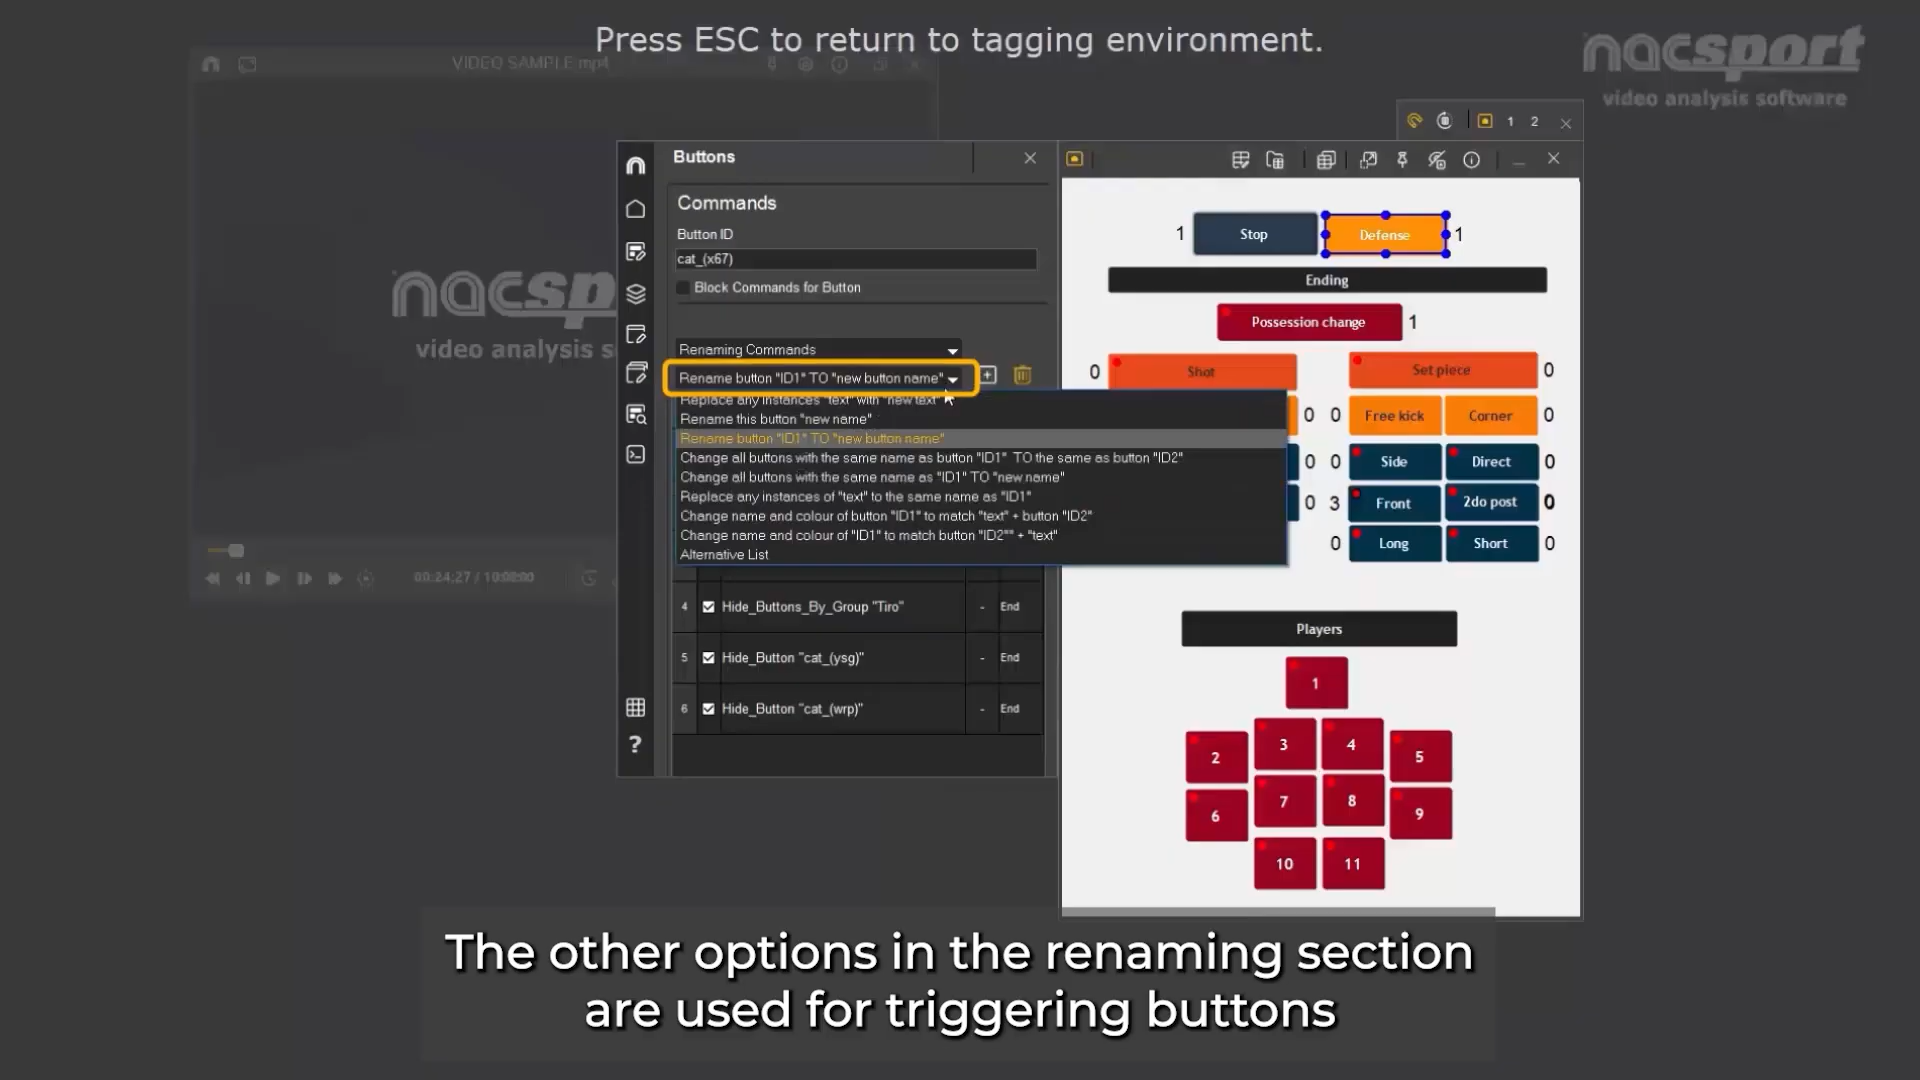 Press ESC to return to tagging environment.
nacsport
video analysis software
VIDEO SAMPLE.mp4
1 2
Buttons
Commands
Button ID
cat_(x67)
Block Commands for Button
Renaming Commands
Rename button "ID1" TO "new button name"
Replace any instances "text" with "new text"
Rename this button "new name"
Rename button "ID1" TO "new button name"
Change all buttons with the same name as button "ID1" TO the same as button "ID2"
Change all buttons with the same name as "ID1" TO "new name"
Replace any instances of "text" to the same name as "ID1"
Change name and colour of button "ID1" to match "text" + button "ID2"
Change name and colour of "ID1" to match button "ID2"" + "text"
Alternative List
4 Hide_Buttons_By_Group "Tiro" - End
5 Hide_Button "cat_(ysg)" - End
6 Hide_Button "cat_(wrp)" - End
?
nacsp
video analysis s
00:24:27 / 10:00:00
1 Stop Defense 1
Ending
Possession change 1
0 Shot Set piece 0
0 0 Free kick Corner 0
0 0 Side Direct 0
0 3 Front 2do post 0
0 Long Short 0
Players
1
2 3 4 5
6 7 8 9
10 11
The other options in the renaming section
are used for triggering buttons